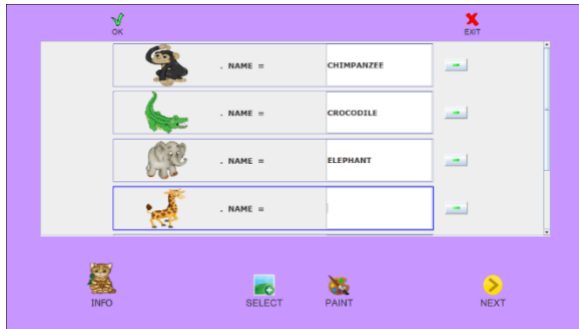 OK EXIT
. NAME = CHIMPANZEE
. NAME = CROCODILE
. NAME = ELEPHANT
. NAME =
INFO SELECT PAINT NEXT